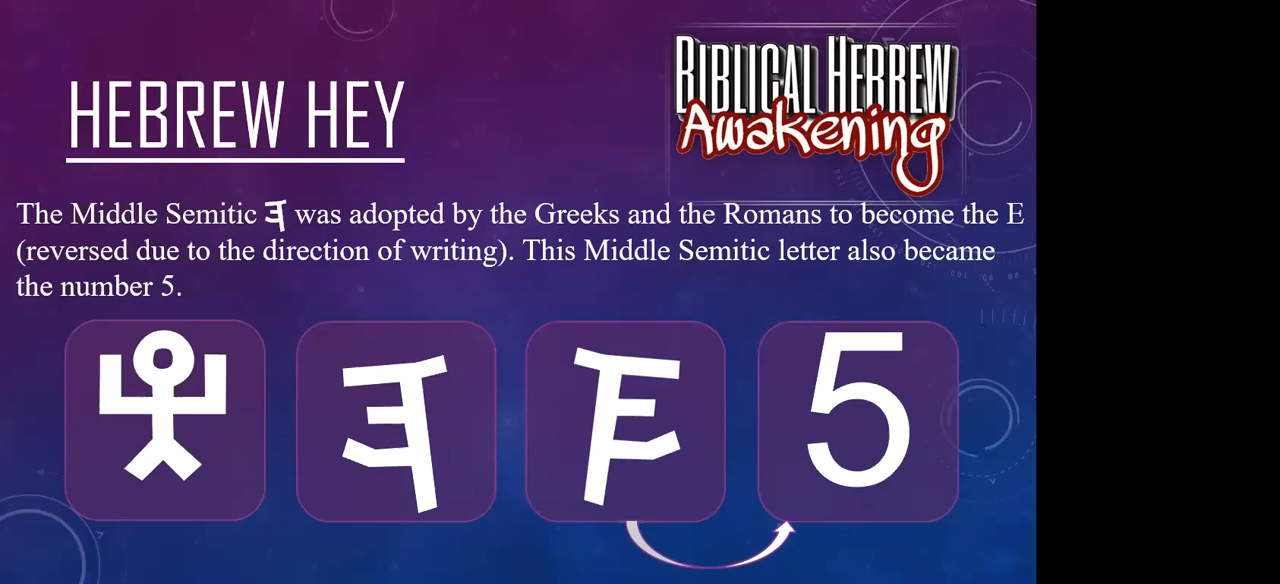 BIBLICAL HEBREW
Awakening
HEBREW HEY
The Middle Semitic 𐤄 was adopted by the Greeks and the Romans to become the E
(reversed due to the direction of writing). This Middle Semitic letter also became
the number 5.
𐤄 5